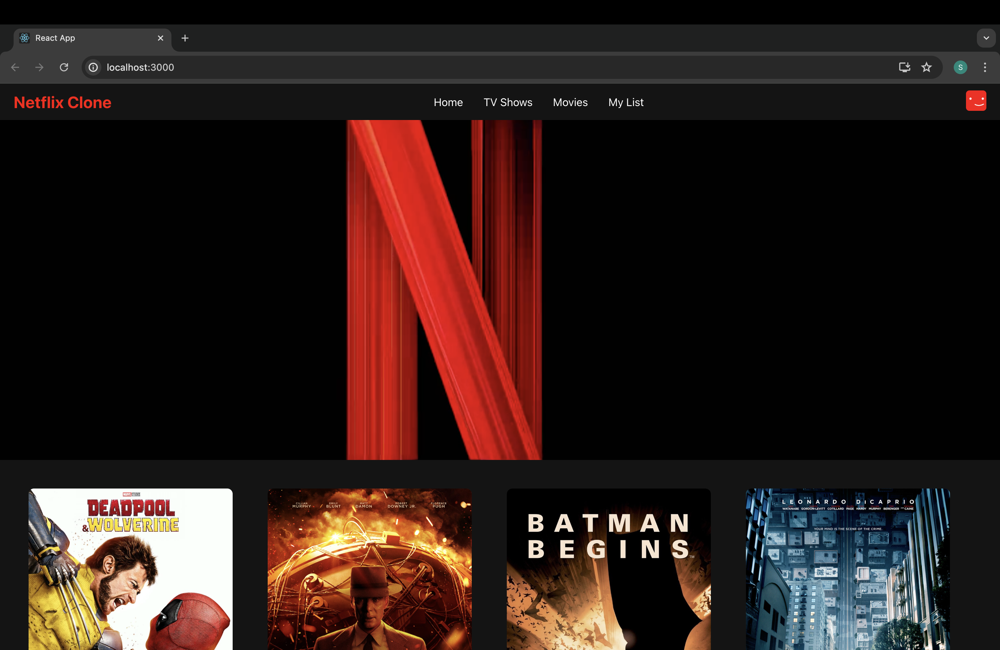 React App
localhost:3000
S
Netflix Clone
Home TV Shows Movies My List
MARVEL STUDIOS
DEADPOOL
& WOLVERINE
CILLIAN MURPHY / EMILY BLUNT MATT DAMON ROBERT DOWNEY JR. FLORENCE PUGH
BATMAN
BEGINS™
LEONARDO DICAPRIO
WATANABE GORDON-LEVITT COTILLARD PAGE HARDY MURPHY BERENGER AND CAINE
YOUR MIND IS THE SCENE OF THE CRIME.